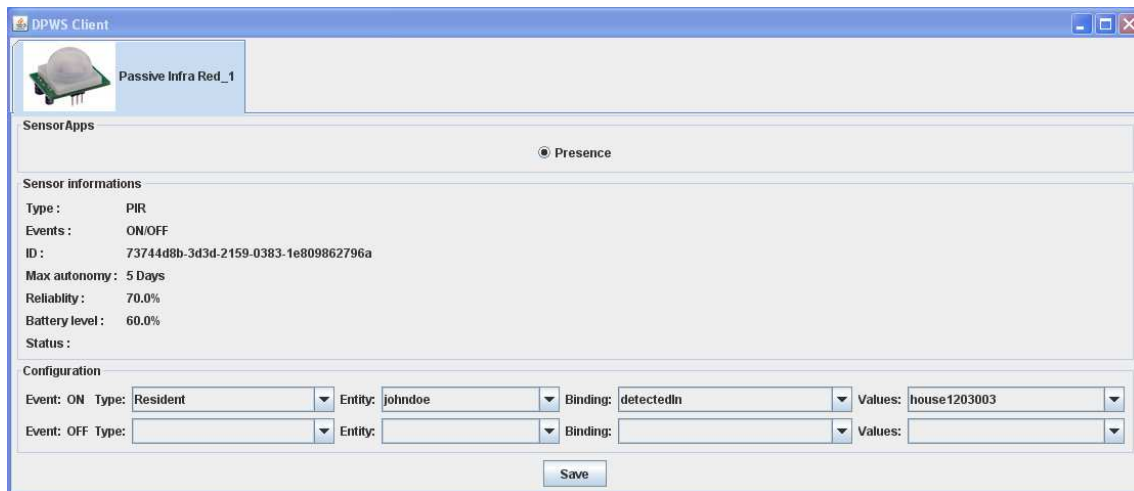 DPWS Client
Passive Infra Red_1
SensorApps
Presence
Sensor informations
Type : PIR
Events : ON/OFF
ID : 73744d8b-3d3d-2159-0383-1e809862796a
Max autonomy : 5 Days
Reliablity : 70.0%
Battery level : 60.0%
Status :
Configuration
Event: ON Type: Resident Entity: johndoe Binding: detectedIn Values: house1203003
Event: OFF Type: Entity: Binding: Values:
Save